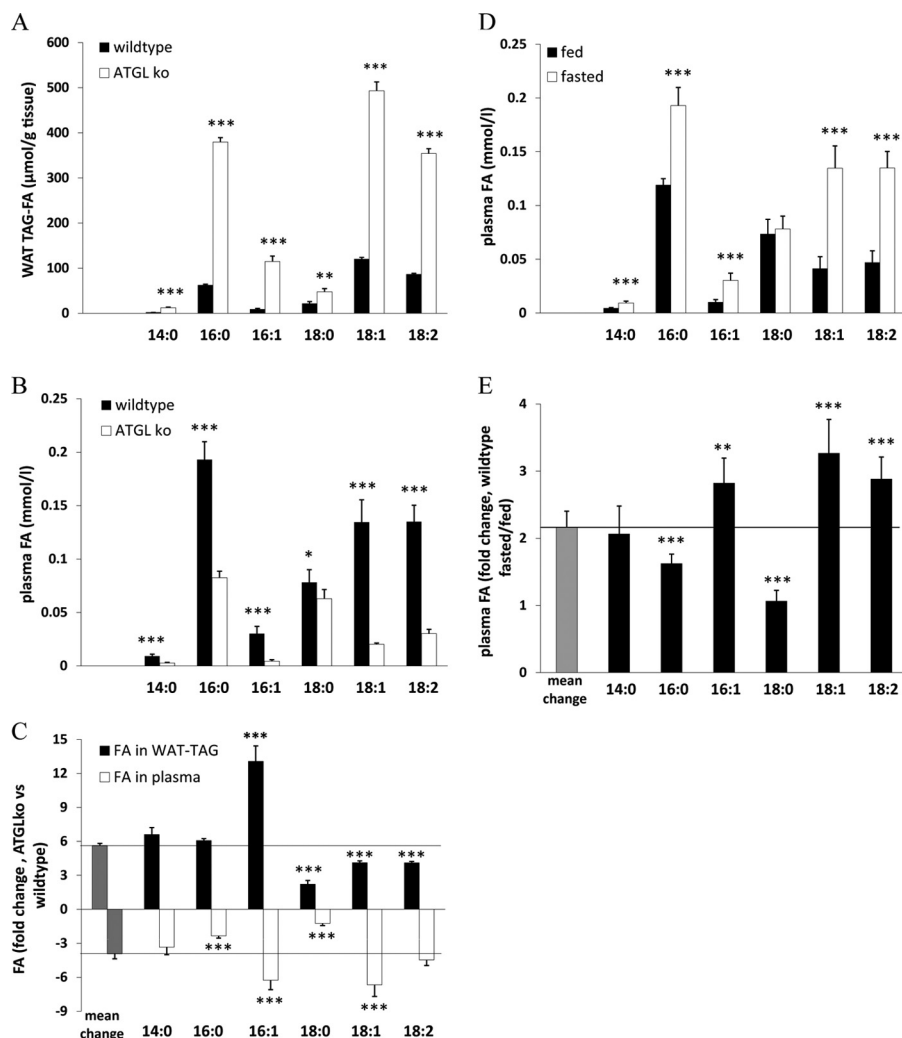 A
wildtype
ATGL ko
WAT TAG-FA (µmol/g tissue)
600
500
400
300
200
100
0
***
***
***
**
***
***
14:0 16:0 16:1 18:0 18:1 18:2
B
wildtype
ATGL ko
plasma FA (mmol/l)
0.2
0.15
0.1
0.05
0
***
***
***
*
***
***
14:0 16:0 16:1 18:0 18:1 18:2
C
FA in WAT-TAG
FA in plasma
FA (fold change , ATGLko vs
wildtype)
15
12
9
6
3
0
-3
-6
-9
***
***
***
***
***
***
***
***
mean
change
14:0 16:0 16:1 18:0 18:1 18:2
D
fed
fasted
plasma FA (mmol/l)
0.25
0.2
0.15
0.1
0.05
0
***
***
***
***
***
14:0 16:0 16:1 18:0 18:1 18:2
E
plasma FA (fold change, wildtype
fasted/fed)
4
3
2
1
0
***
**
***
***
***
mean
change
14:0 16:0 16:1 18:0 18:1 18:2